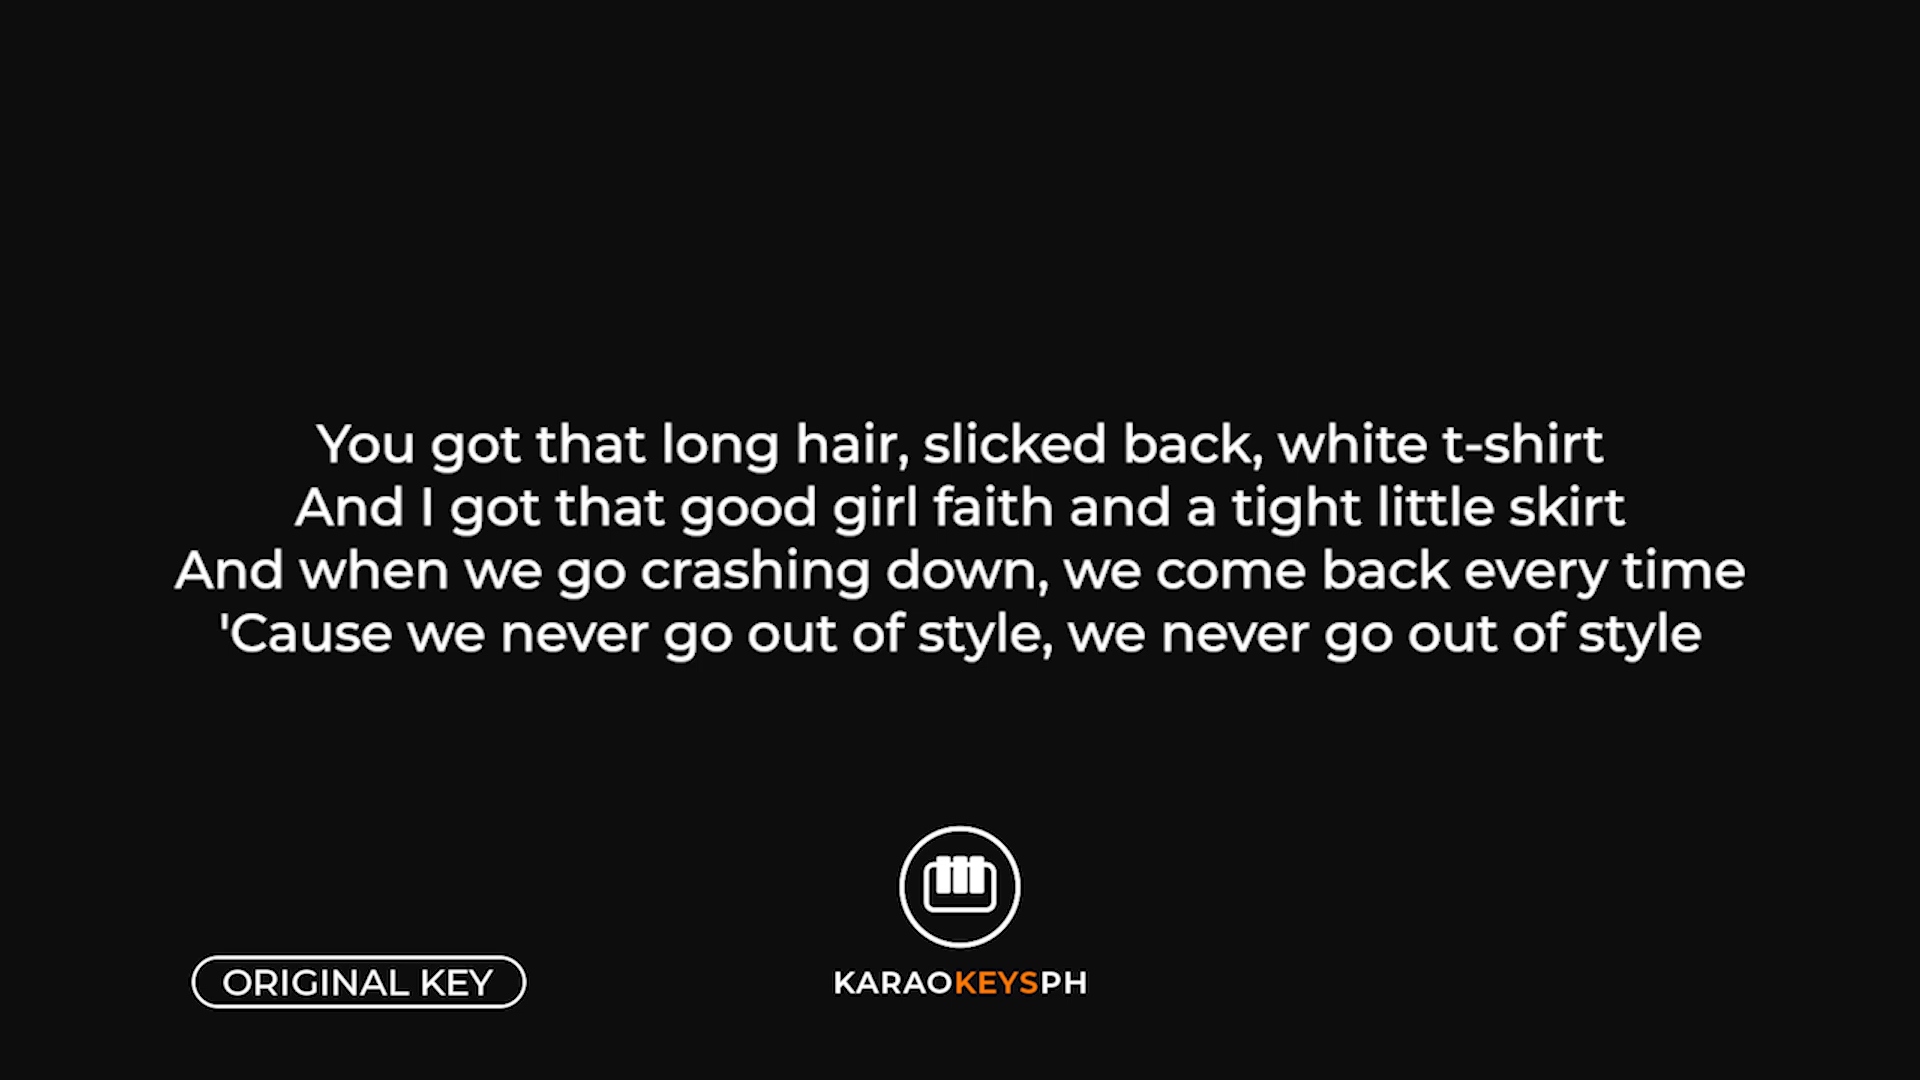 You got that long hair, slicked back, white t-shirt
And I got that good girl faith and a tight little skirt
And when we go crashing down, we come back every time
'Cause we never go out of style, we never go out of style
ORIGINAL KEY
KARAOKEYSPH